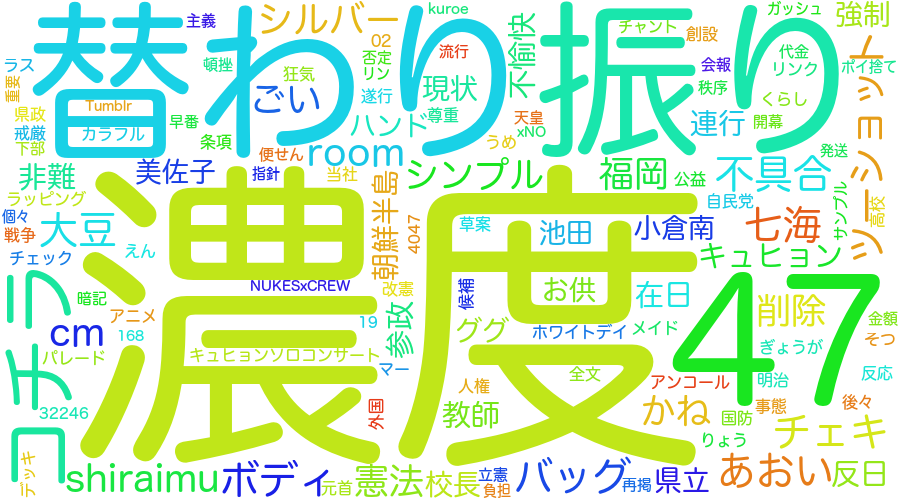 主義
シルバー
kuroe
ガッシュ
強制
替わり振り
02
チャント
創設
ラス
頓挫
狂気
否定
リン
流行
不愉快
会報
代金
リンク
ポイ捨て
重要
Tumblr
ごい
遂行
現状
尊重
秩序
くらし
ツーショット
県政
カラフル
早番
ハンド
天皇
xNO
連行
開幕
戒厳
下部
条項
うめ
便せん
room
発送
非難
美佐子
指針
当社
シンプル
福岡
公益
不具合
ラッピング
朝鮮半島
自民党
サンプル
高校
個々
大豆
4047
草案
池田
小倉南
七海
戦争
えん
チェック
キュヒョン
濃度
47
NUKESxCREW
改憲
候補
お供
在日
コチラ
暗記
アニメ
削除
金額
cm
168
19
参政
ググ
ホワイトデイ
メイド
ぎょうが
そつ
パレード
キュヒョンソロコンサート
マー
全文
人権
アンコール
明治
反応
32246
外国
教師
かね
国防
事態
後々
りょう
チェキ
デッキ
shiraimu
ボディ
元首
憲法
校長
立憲
負担
バッグ
再掲
県立
あおい
反日